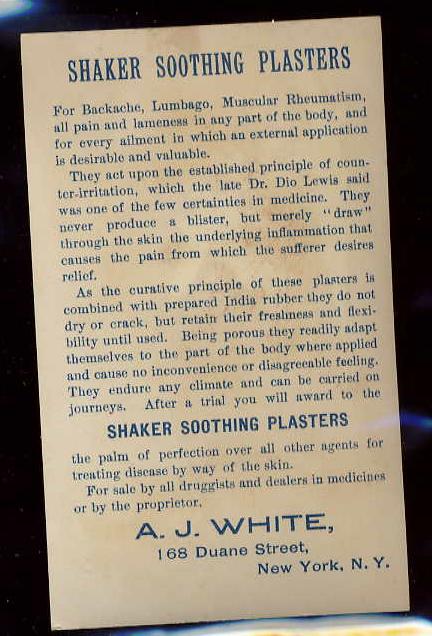 SHAKER SOOTHING PLASTERS
For Backache, Lumbago, Muscular Rheumatism,
all pain and lameness in any part of the body, and
for every ailment in which an external application
is desirable and valuable.
They act upon the established principle of coun-
ter-irritation, which the late Dr. Dio Lewis said
was one of the few certainties in medicine. They
never produce a blister, but merely "draw"
through the skin the underlying inflammation that
causes the pain from which the sufferer desires
relief.
As the curative principle of these plasters is
combined with prepared India rubber they do not
dry or crack, but retain their freshness and flexi-
bility until used. Being porous they readily adapt
themselves to the part of the body where applied
and cause no inconvenience or disagreeable feeling.
They endure any climate and can be carried on
journeys. After a trial you will award to the
SHAKER SOOTHING PLASTERS
the palm of perfection over all other agents for
treating disease by way of the skin.
For sale by all druggists and dealers in medicines
or by the proprietor,
A. J. WHITE,
168 Duane Street,
New York, N. Y.